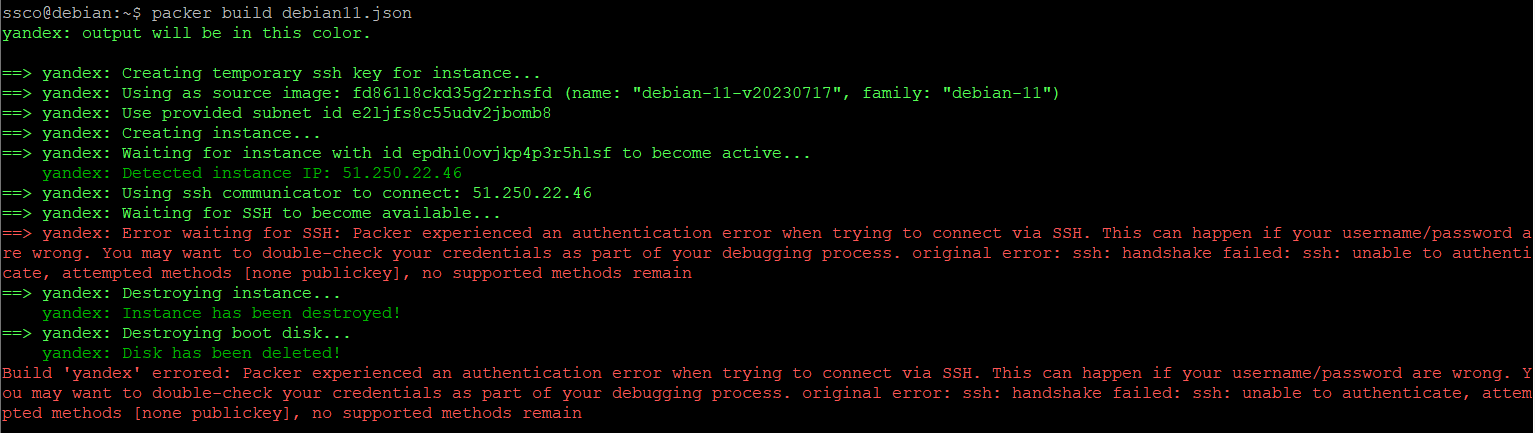 ssco@debian:~$ packer build debian11.json
yandex: output will be in this color.
==> yandex: Creating temporary ssh key for instance...
==> yandex: Using as source image: fd861l8ckd35g2rrhsfd (name: "debian-11-v20230717", family: "debian-11")
==> yandex: Use provided subnet id e2ljfs8c55udv2jbomb8
==> yandex: Creating instance...
==> yandex: Waiting for instance with id epdhi0ovjkp4p3r5hlsf to become active...
    yandex: Detected instance IP: 51.250.22.46
==> yandex: Using ssh communicator to connect: 51.250.22.46
==> yandex: Waiting for SSH to become available...
==> yandex: Error waiting for SSH: Packer experienced an authentication error when trying to connect via SSH. This can happen if your username/password a
re wrong. You may want to double-check your credentials as part of your debugging process. original error: ssh: handshake failed: ssh: unable to authenti
cate, attempted methods [none publickey], no supported methods remain
==> yandex: Destroying instance...
    yandex: Instance has been destroyed!
==> yandex: Destroying boot disk...
    yandex: Disk has been deleted!
Build 'yandex' errored: Packer experienced an authentication error when trying to connect via SSH. This can happen if your username/password are wrong. Y
ou may want to double-check your credentials as part of your debugging process. original error: ssh: handshake failed: ssh: unable to authenticate, attem
pted methods [none publickey], no supported methods remain